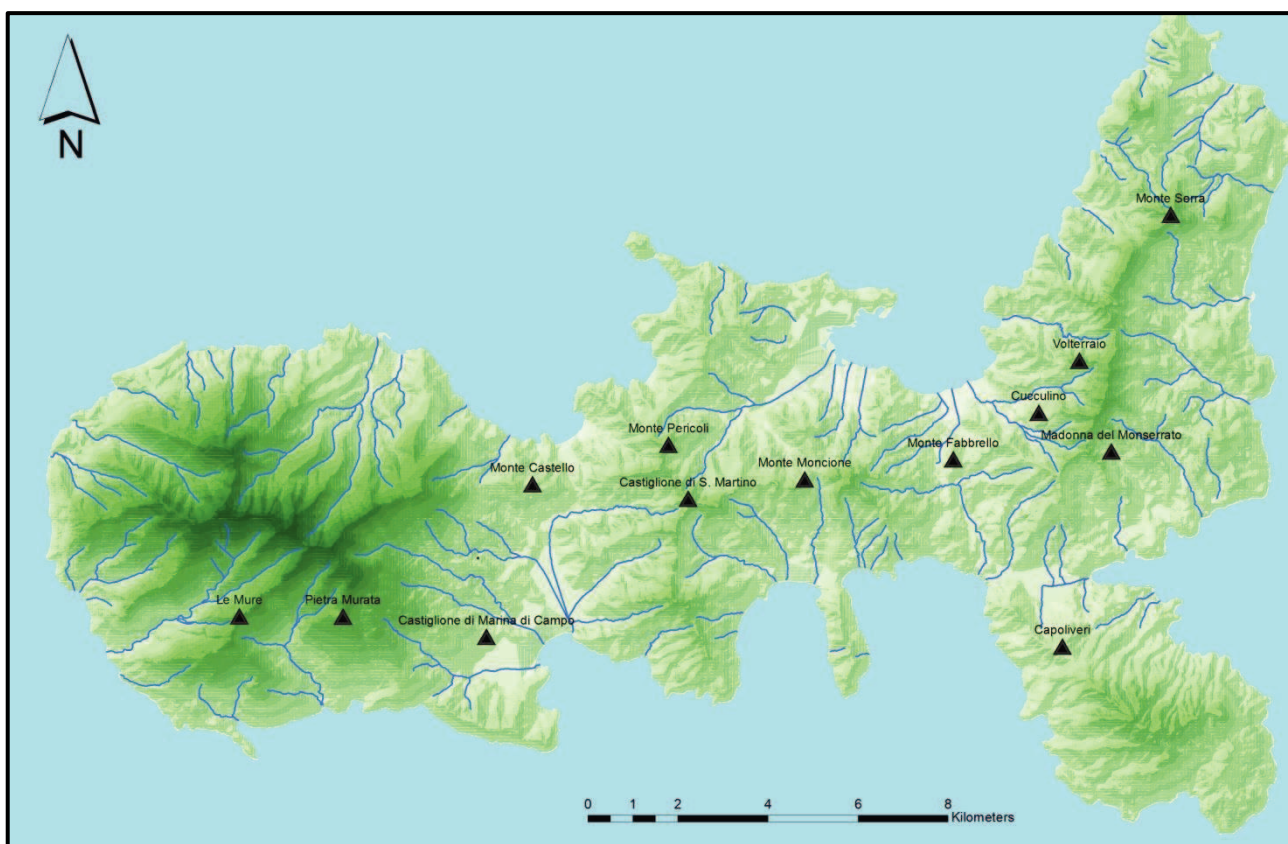 N
Monte Serra
Volterraio
Cucculino
Monte Pericoli
Monte Fabbrello
Madonna del Monserrato
Monte Moncione
Monte Castello
Castiglione di S. Martino
Le Mure
Pietra Murata
Castiglione di Marina di Campo
Capoliveri
0 1 2 4 6 8
Kilometers